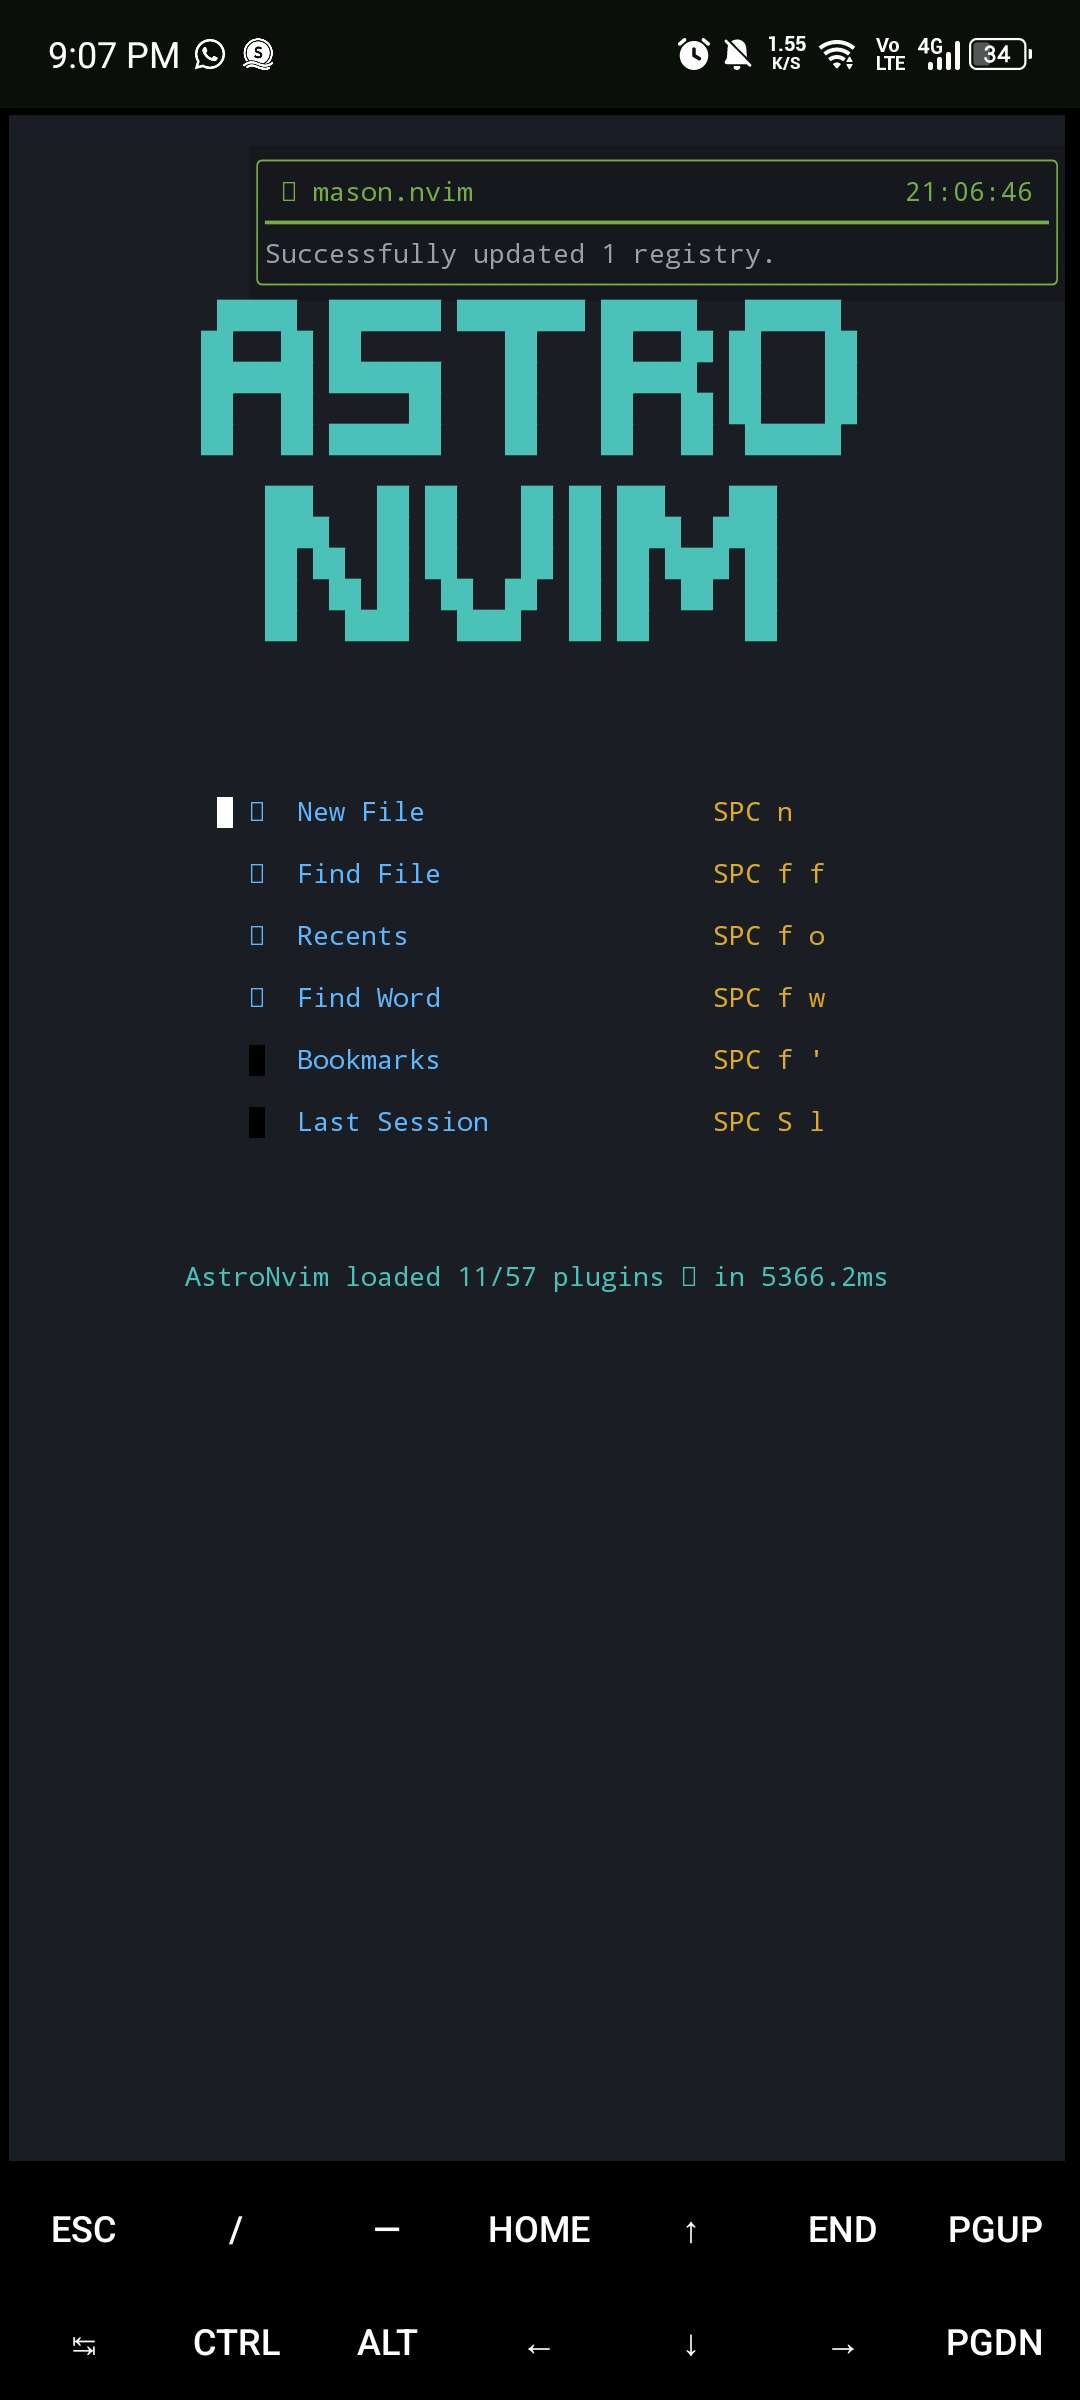 9:07 PM 1.55 K/S Vo LTE 4G 34
mason.nvim 21:06:46
Successfully updated 1 registry.
ASTRO
NVIM
New File SPC n
Find File SPC f f
Recents SPC f o
Find Word SPC f w
Bookmarks SPC f '
Last Session SPC S l
AstroNvim loaded 11/57 plugins in 5366.2ms
ESC / — HOME ↑ END PGUP
↹ CTRL ALT ← ↓ → PGDN